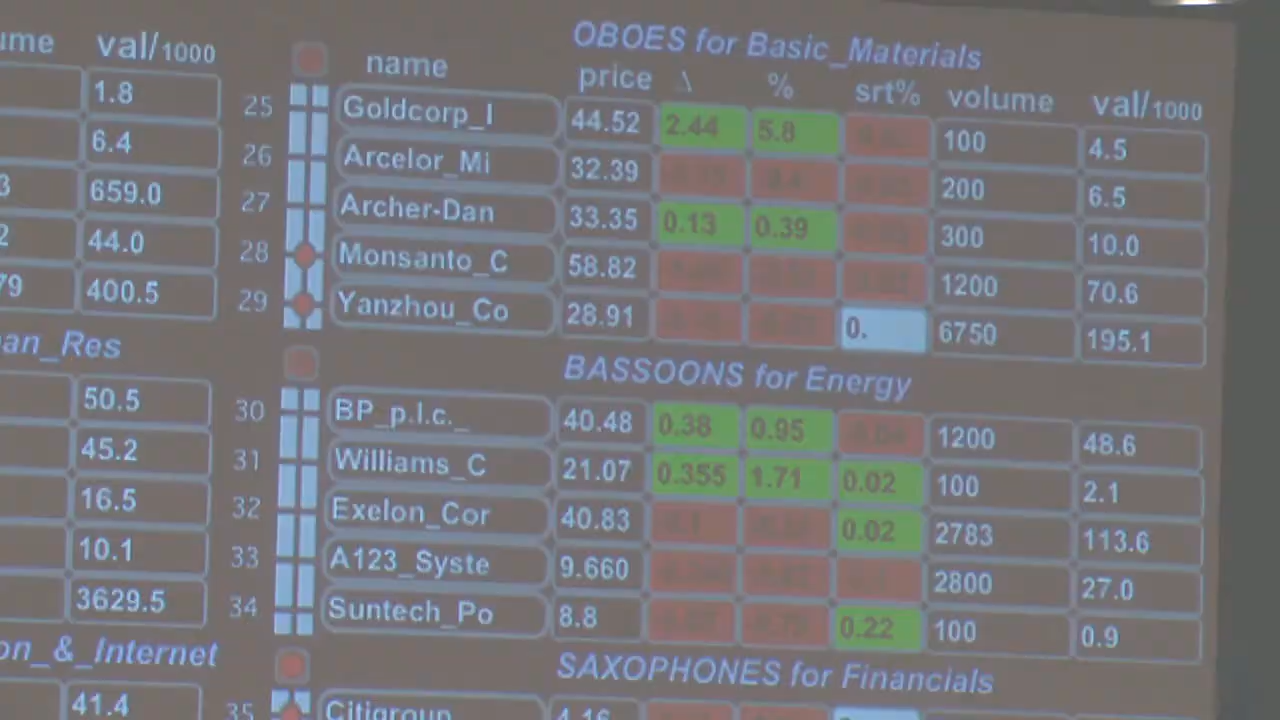 ume val/1000
1.8
6.4
3 659.0
2 44.0
79 400.5
an_Res
50.5
45.2
16.5
10.1
3629.5
on_&_Internet
41.4
OBOES for Basic_Materials
name price Δ % srt% volume val/1000
25 Goldcorp_I 44.52 2.44 5.8 100 4.5
26 Arcelor_Mi 32.39 200 6.5
27 Archer-Dan 33.35 0.13 0.39 300 10.0
28 Monsanto_C 58.82 1200 70.6
29 Yanzhou_Co 28.91 0. 6750 195.1
BASSOONS for Energy
30 BP_p.l.c._ 40.48 0.38 0.95 1200 48.6
31 Williams_C 21.07 0.355 1.71 0.02 100 2.1
32 Exelon_Cor 40.83 0.02 2783 113.6
33 A123_Syste 9.660 2800 27.0
34 Suntech_Po 8.8 0.22 100 0.9
SAXOPHONES for Financials
35 Citigroup 4.16